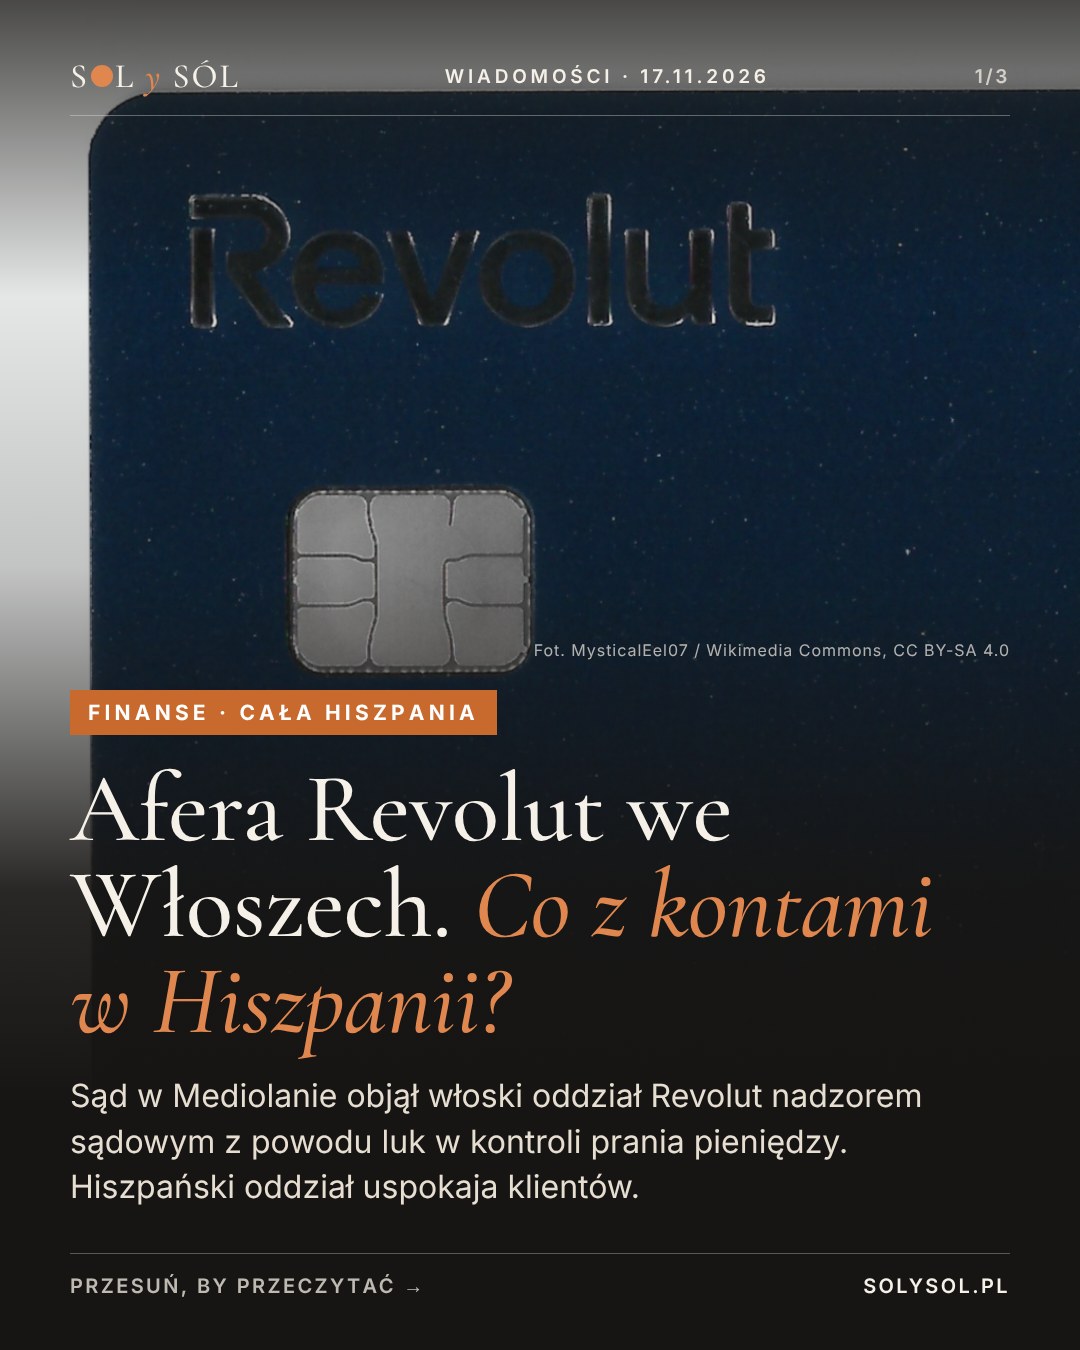 SOL y SÓL
WIADOMOŚCI · 17.11.2026
1/3
Revolut
Fot. MysticalEel07 / Wikimedia Commons, CC BY-SA 4.0
FINANSE · CAŁA HISZPANIA
Afera Revolut we
Włoszech. Co z kontami
w Hiszpanii?
Sąd w Mediolanie objął włoski oddział Revolut nadzorem
sądowym z powodu luk w kontroli prania pieniędzy.
Hiszpański oddział uspokaja klientów.
PRZESUŃ, BY PRZECZYTAĆ →
SOLYSOL.PL